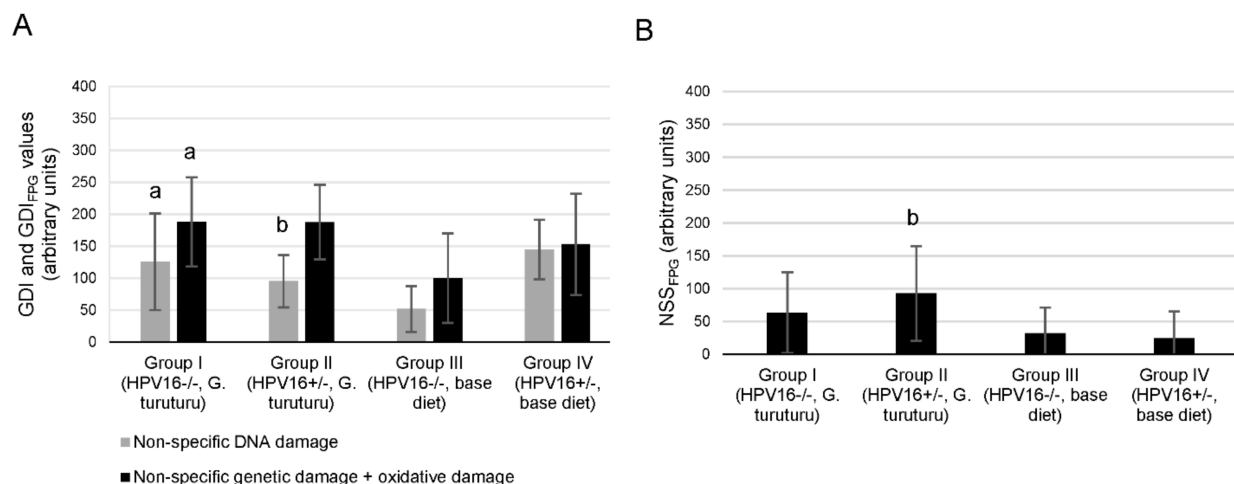 A
GDI and GDIFPG values
(arbitrary units)
400
350
300
250
200
150
100
50
0
a
a
b
Group I
(HPV16-/-, G.
turuturu)
Group II
(HPV16+/-, G.
turuturu)
Group III
(HPV16-/-, base
diet)
Group IV
(HPV16+/-,
base diet)
Non-specific DNA damage
Non-specific genetic damage + oxidative damage
B
NSSFPG (arbitrary units)
400
350
300
250
200
150
100
50
0
b
Group I
(HPV16-/-, G.
turuturu)
Group II
(HPV16+/-, G.
turuturu)
Group III
(HPV16-/-, base
diet)
Group IV
(HPV16+/-,
base diet)